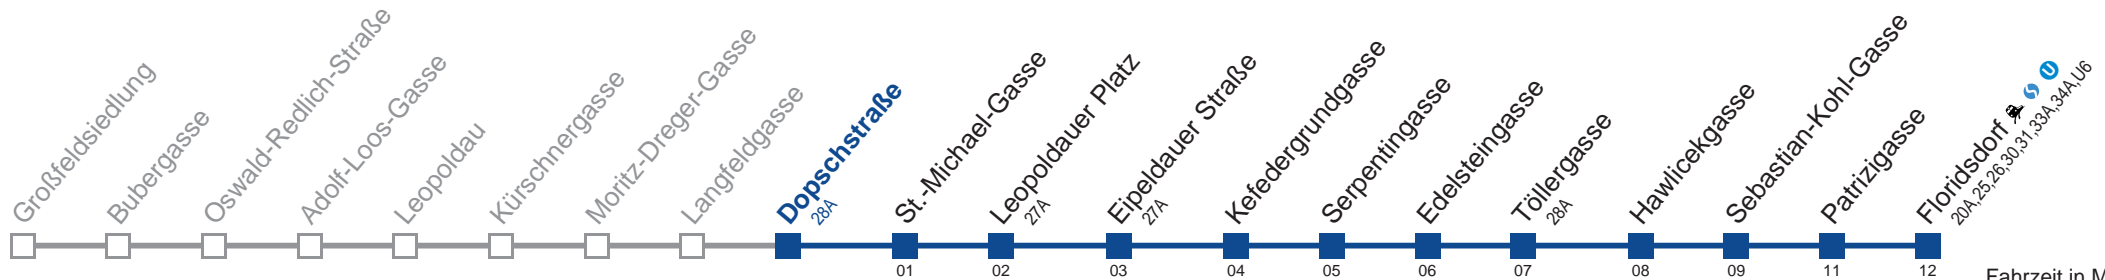 Großfeldsiedlung
Bubergasse
Oswald-Redlich-Straße
Adolf-Loos-Gasse
Leopoldau
Kürschnergasse
Moritz-Dreger-Gasse
Langfeldgasse
Dopschstraße
28A
St.-Michael-Gasse
Leopoldauer Platz
27A
Eipeldauer Straße
27A
Kefedergrundgasse
Serpentingasse
Edelsteingasse
Töllergasse
28A
Hawlicekgasse
Sebastian-Kohl-Gasse
Patrizigasse
Floridsdorf S U
20A,25,26,30,31,33A,34A,U6
01 02 03 04 05 06 07 08 09 11 12
Fahrzeit in M